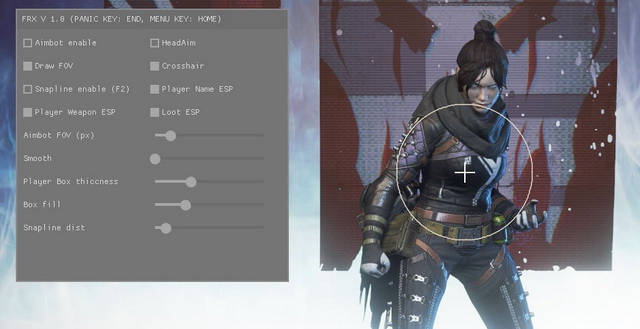 FRX V 1.0 (PANIC KEY: END, MENU KEY: HOME)
Aimbot enable
HeadAim
Draw FOV
Crosshair
Snapline enable (F2)
Player Name ESP
Player Weapon ESP
Loot ESP
Aimbot FOV (px)
Smooth
Player Box thiccness
Box fill
Snapline dist